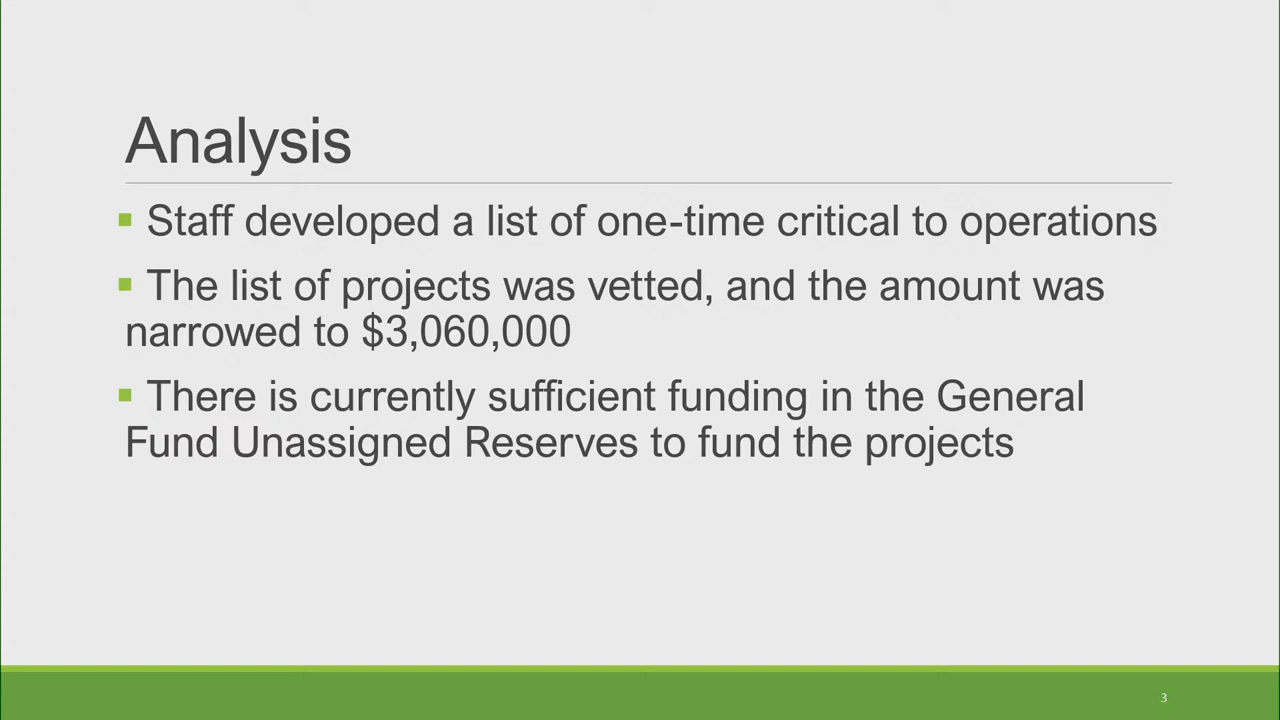 Analysis
▪ Staff developed a list of one-time critical to operations
▪ The list of projects was vetted, and the amount was
narrowed to $3,060,000
▪ There is currently sufficient funding in the General
Fund Unassigned Reserves to fund the projects
3